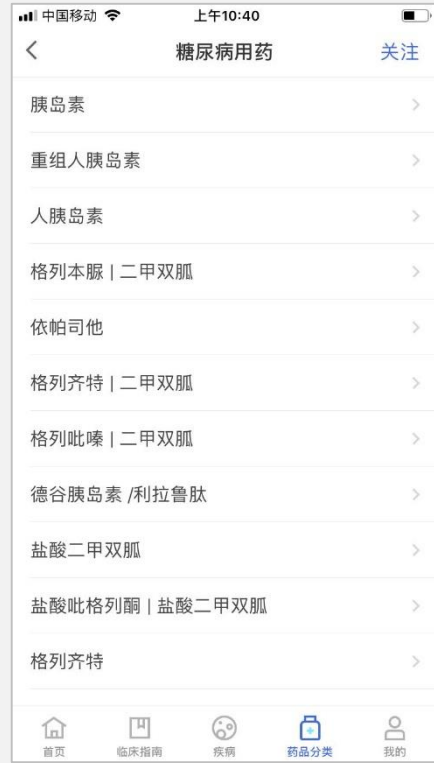 中国移动 上午10:40
糖尿病用药 关注
胰岛素
重组人胰岛素
人胰岛素
格列本脲 | 二甲双胍
依帕司他
格列齐特 | 二甲双胍
格列吡嗪 | 二甲双胍
德谷胰岛素 /利拉鲁肽
盐酸二甲双胍
盐酸吡格列酮 | 盐酸二甲双胍
格列齐特
首页 临床指南 疾病 药品分类 我的